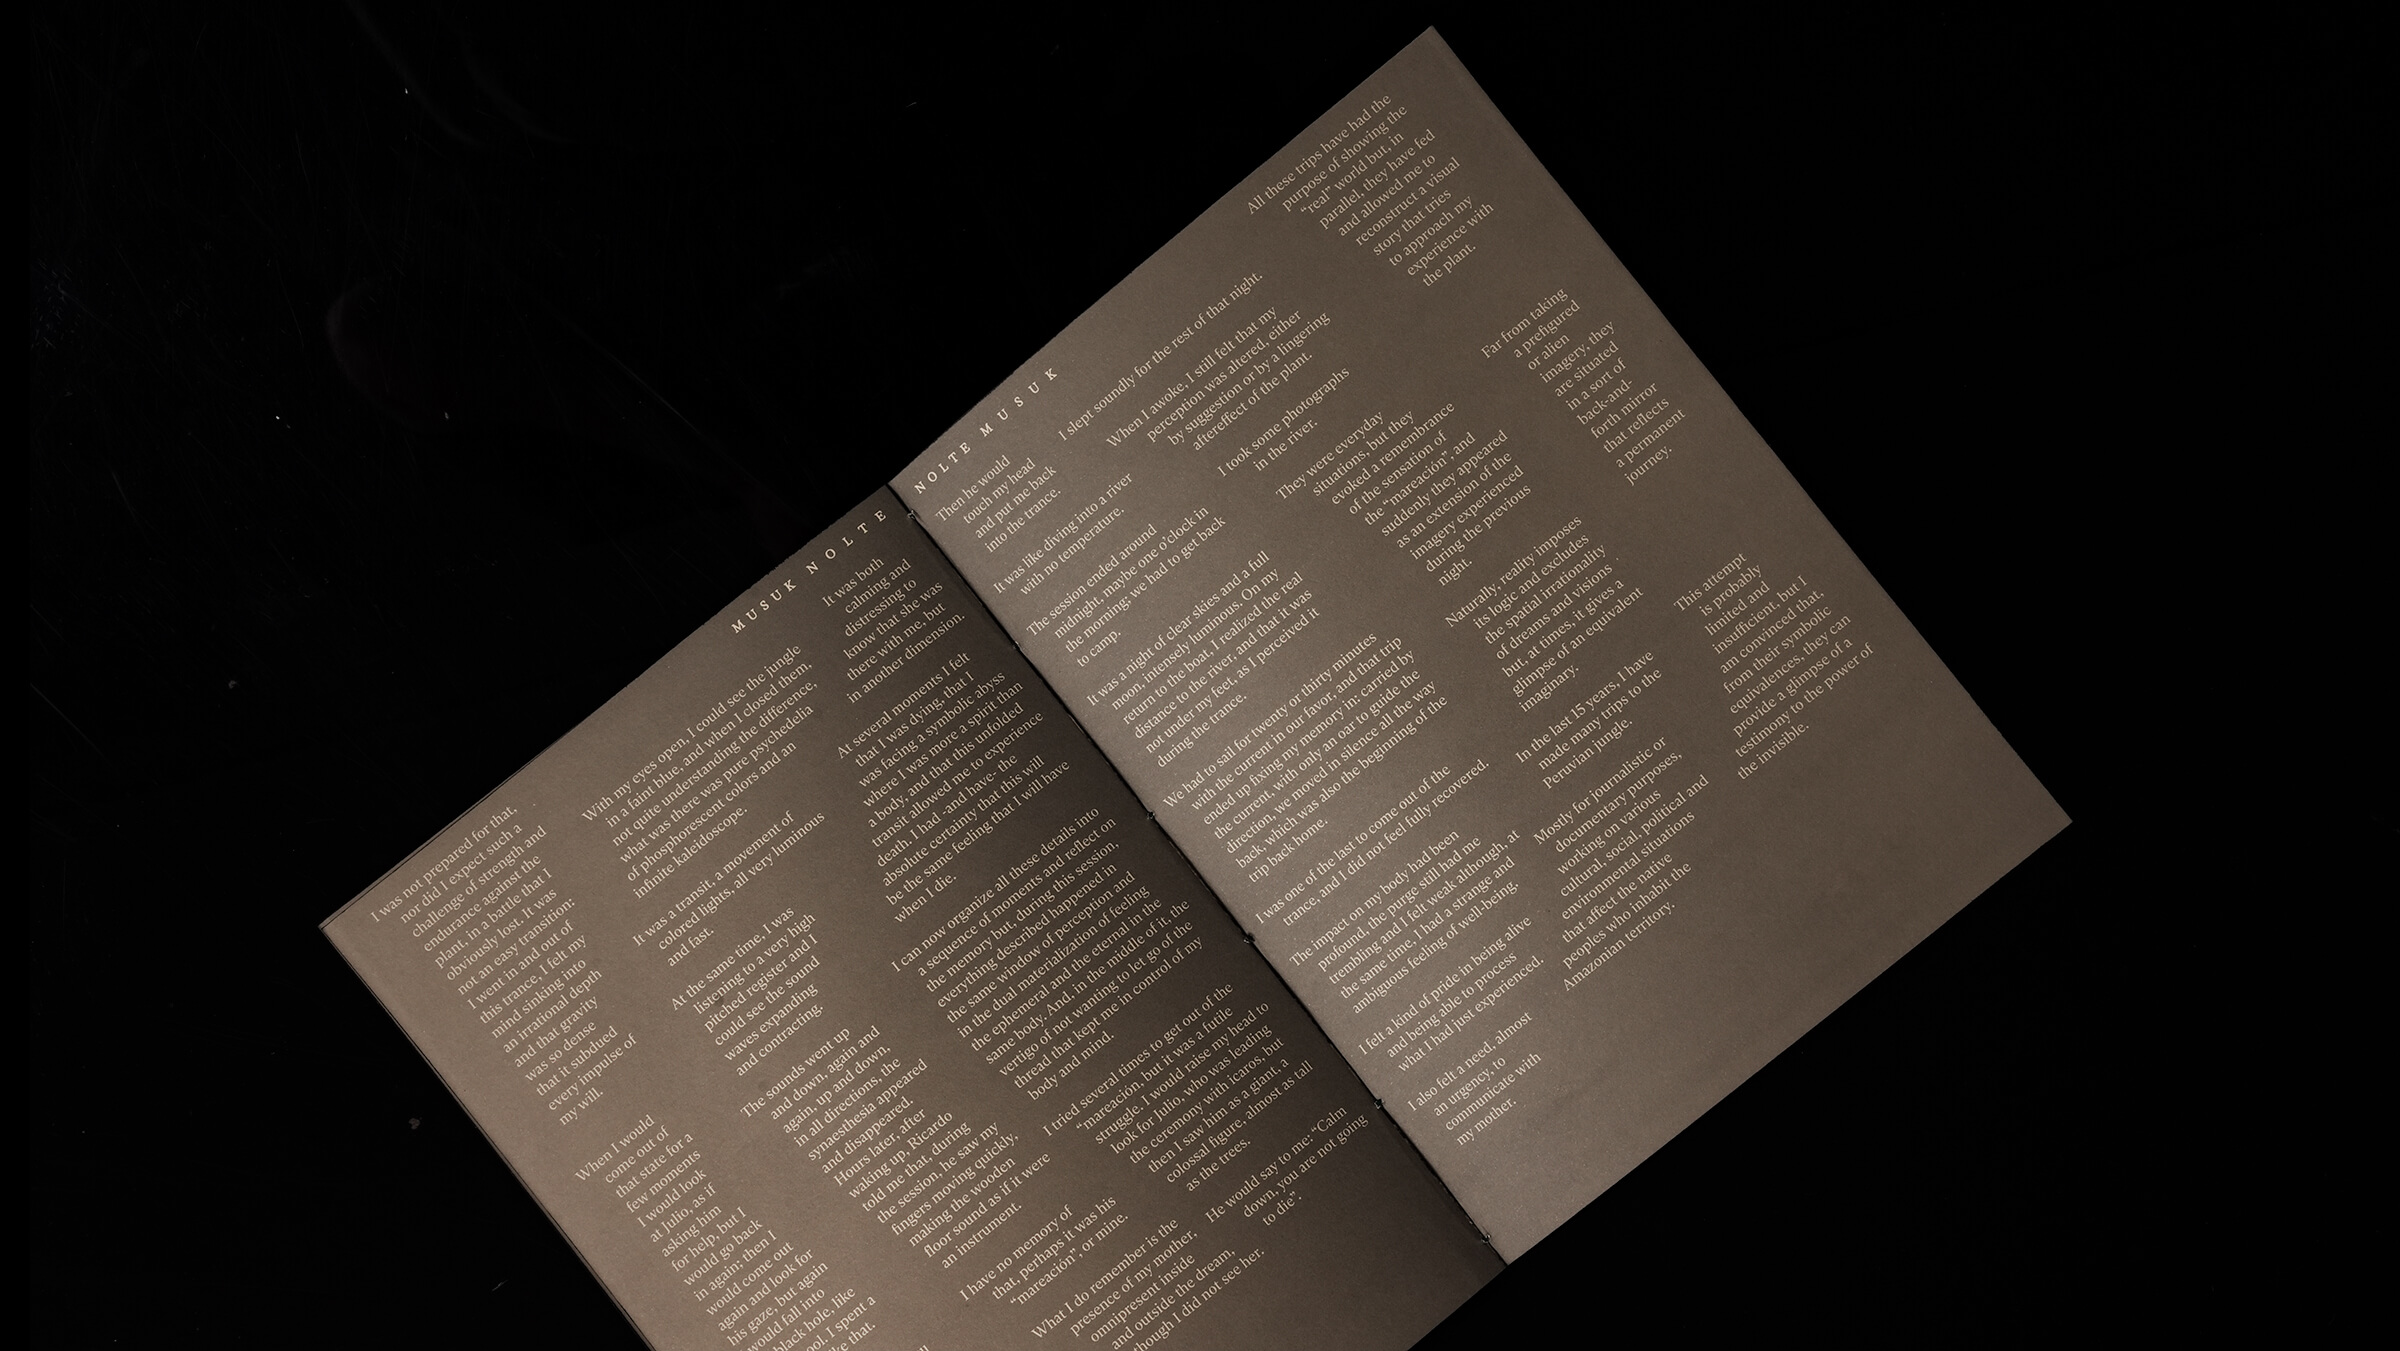 MUSUK NOLTE
I was not prepared for that,
nor did I expect such a
challenge of strength and
endurance against the
plant, in a battle that I
obviously lost. It was
not an easy transition:
I went in and out of
this trance, I felt my
mind sinking into
an irrational depth
and that gravity
was so dense
that it subdued
every impulse of
my will.
When I would
come out of
that state for a
few moments
I would look
at Julio, as if
asking him
for help, but I
would go back
in again; then I
would come out
again and look for
his gaze, but again
would fall into
black hole, like
I spent a
like that.
With my eyes open, I could see the jungle
in a faint blue, and when I closed them,
not quite understanding the difference,
what it was there was pure psychedelia
of phosphorescent colors and an
infinite kaleidoscope.
It was a transit, a movement of
colored lights, all very luminous
and fast.
At the same time, I was
listening to a very high
pitched register and I
could see the sound
waves expanding
and contracting.
The sounds went up
and down, again and
again, up and down,
in all directions, the
synaesthesia appeared
and disappeared.
Hours later, after
waking up, Ricardo
told me that, during
the session, he saw my
fingers moving quickly,
making the wooden
floor sound as if it were
an instrument.
I have no memory of
that, perhaps it was his
“mareación”, or mine.
What I do remember is the
presence of my mother,
omnipresent inside
and outside the dream,
though I did not see her.
It was both
calming and
distressing to
know that she was
there with me, but
in another dimension.
At several moments I felt
that I was dying, that I
was facing a symbolic abyss
where I was more a spirit than
a body, and that this unfolded
transit allowed me to experience
death. I had -and have- the
absolute certainty that this will
be the same feeling that I will have
when I die.
I can now organize all these details into
a sequence of moments and reflect on
the memory but, during this session,
everything described happened in
the same window of perception and
in the dual materialization of feeling
the ephemeral and the eternal in the
same body. And, in the middle of it, the
vertigo of not wanting to let go of the
thread that kept me in control of my
body and mind.
I tried several times to get out of the
“mareación, but it was a futile
struggle. I would raise my head to
look for Julio, who was leading
the ceremony with icaros, but
then I saw him as a giant, a
colossal figure, almost as tall
as the trees.
He would say to me: “Calm
down, you are not going
to die”.
NOLTE MUSUK
Then he would
touch my head
and put me back
into the trance.
It was like diving into a river
with no temperature.
The session ended around
midnight, maybe one o’clock in
the morning; we had to get back
to camp.
It was a night of clear skies and a full
moon, intensely luminous. On my
return to the boat, I realized the real
distance to the river, and that it was
not under my feet, as I perceived it
during the trance.
We had to sail for twenty or thirty minutes
with the current in our favor, and that trip
ended up fixing my memory in: carried by
the current, with only an oar to guide the
direction, we moved in silence all the way
back, which was also the beginning of the
trip back home.
I was one of the last to come out of the
trance, and I did not feel fully recovered.
The impact on my body had been
profound, the purge still had me
trembling and I felt weak although, at
the same time, I had a strange and
ambiguous feeling of well-being.
I felt a kind of pride in being alive
and being able to process
what I had just experienced.
I also felt a need, almost
an urgency, to
communicate with
my mother.
I slept soundly for the rest of that night.
When I awoke, I still felt that my
perception was altered, either
by suggestion or by a lingering
aftereffect of the plant.
I took some photographs
in the river.
They were everyday
situations, but they
evoked a remembrance
of the sensation of
the “mareación”, and
suddenly they appeared
as an extension of the
imagery experienced
during the previous
night.
Naturally, reality imposes
its logic and excludes
the spatial irrationality
of dreams and visions
but, at times, it gives a
glimpse of an equivalent
imaginary.
In the last 15 years, I have
made many trips to the
Peruvian jungle.
Mostly for journalistic or
documentary purposes,
working on various
cultural, social, political and
environmental situations
that affect the native
peoples who inhabit the
Amazonian territory.
All these trips have had the
purpose of showing the
“real” world but, in
parallel, they have fed
and allowed me to
reconstruct a visual
story that tries
to approach my
experience with
the plant.
Far from taking
a prefigured
or alien
imagery, they
are situated
in a sort of
back-and-
forth mirror
that reflects
a permanent
journey.
This attempt
is probably
limited and
insufficient, but I
am convinced that,
from their symbolic
equivalences, they can
provide a glimpse of a
testimony to the power of
the invisible.